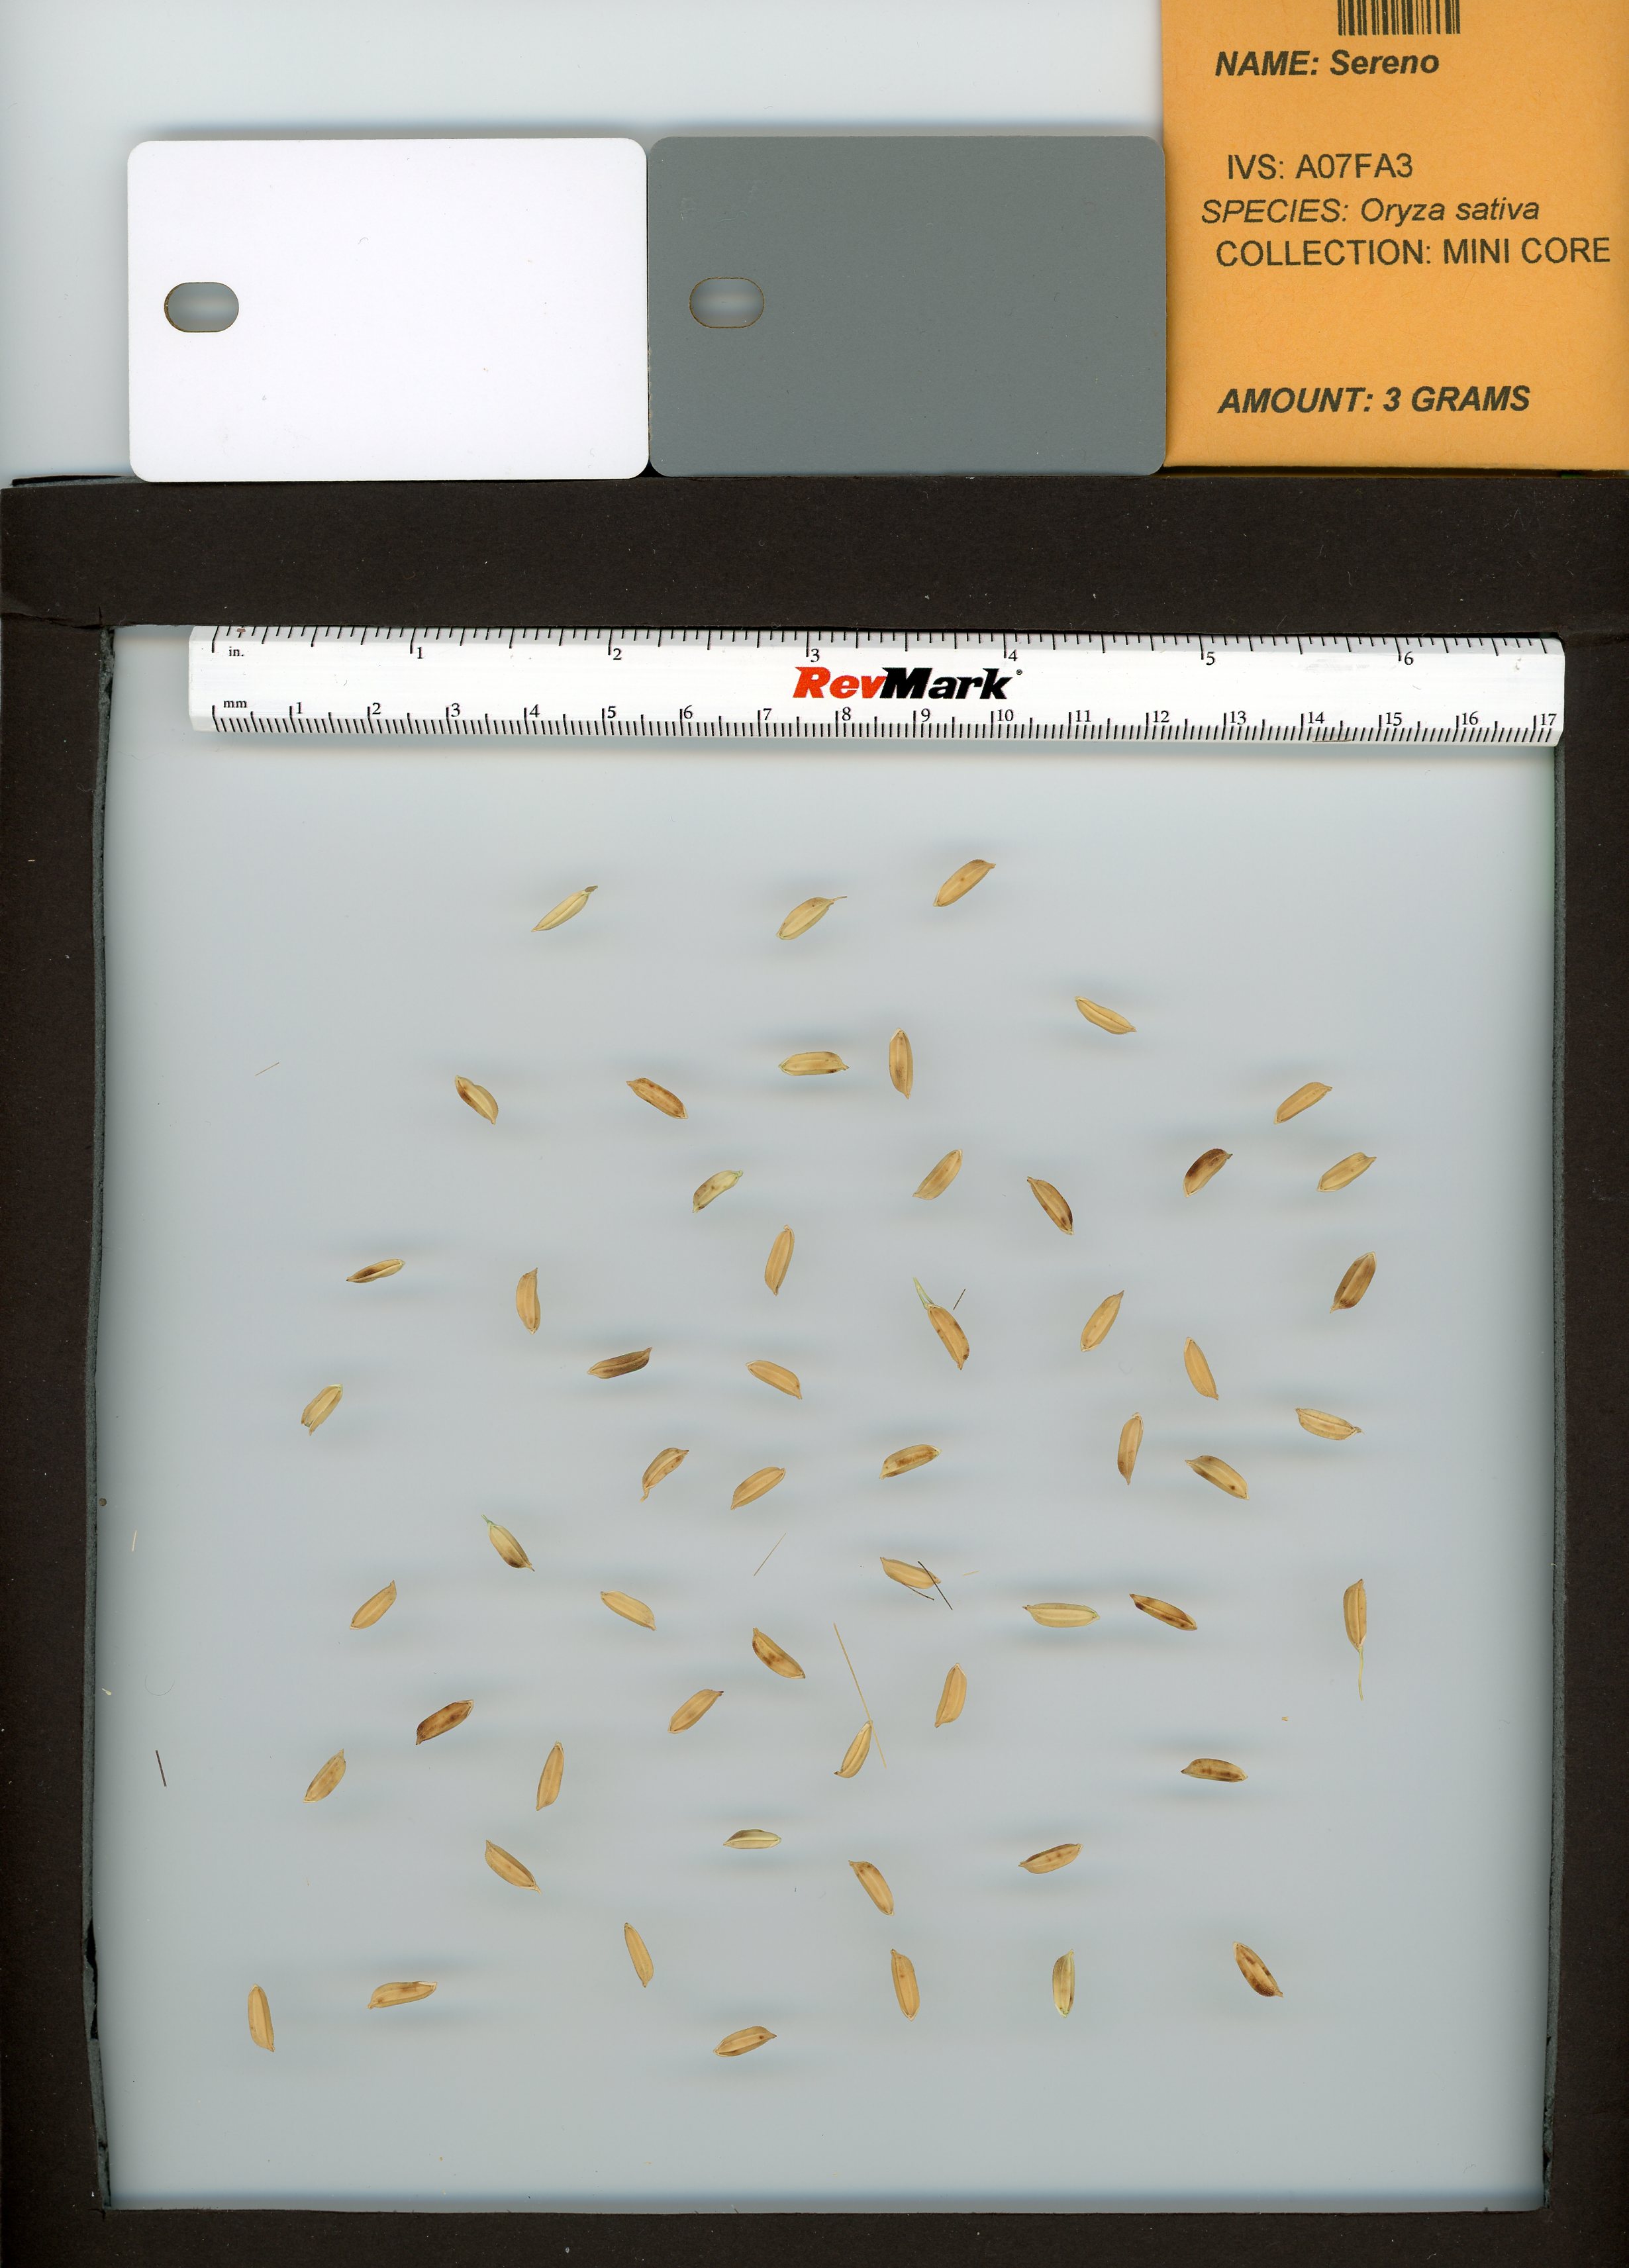 NAME: Sereno
IVS: A07FA3
SPECIES: Oryza sativa
COLLECTION: MINI CORE
AMOUNT: 3 GRAMS
in. 1 2 3 4 5 6
RevMark®
mm 1 2 3 4 5 6 7 8 9 10 11 12 13 14 15 16 17